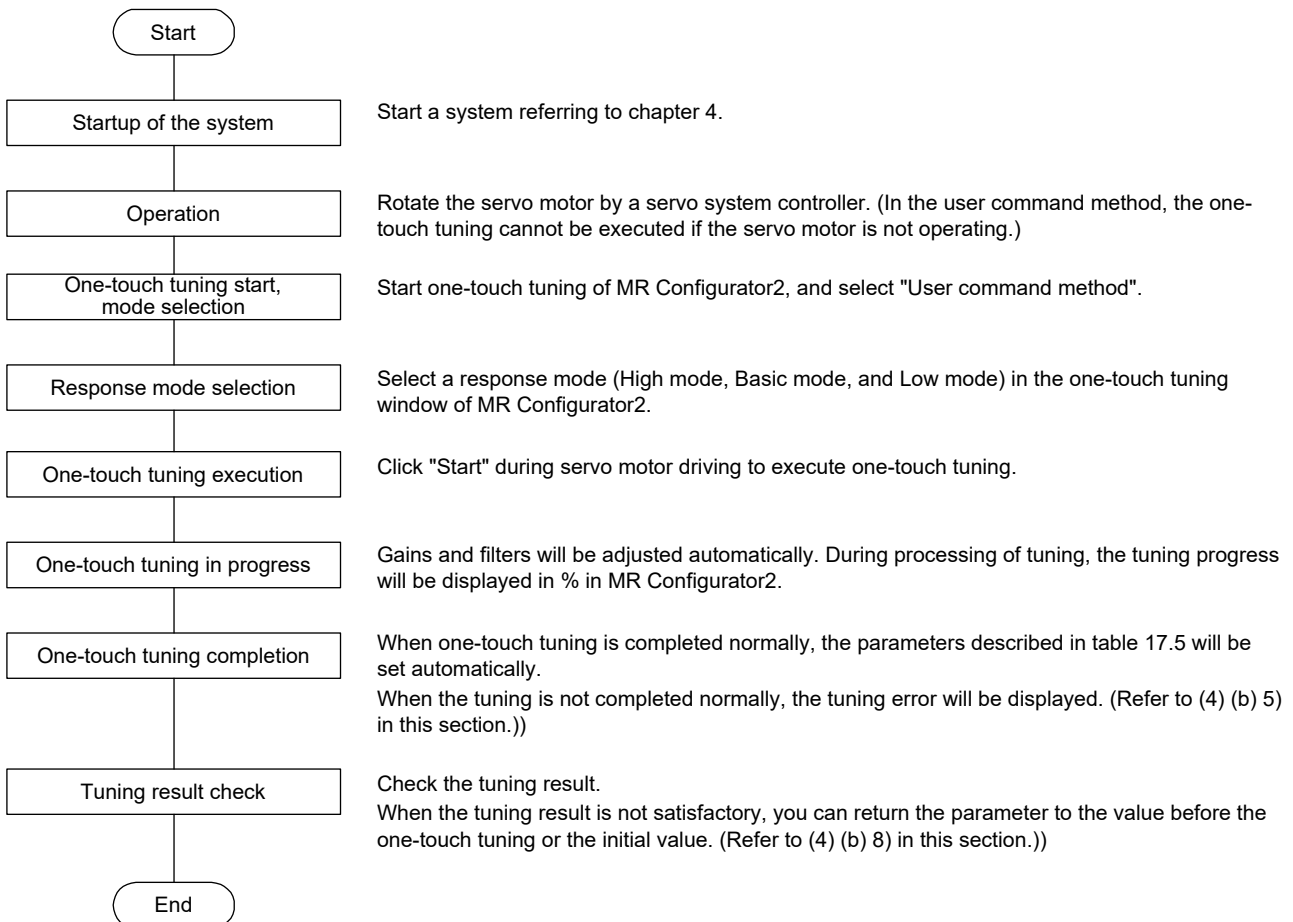 Start
Startup of the system
Start a system referring to chapter 4.
Operation
Rotate the servo motor by a servo system controller. (In the user command method, the one-
touch tuning cannot be executed if the servo motor is not operating.)
One-touch tuning start,
mode selection
Start one-touch tuning of MR Configurator2, and select "User command method".
Response mode selection
Select a response mode (High mode, Basic mode, and Low mode) in the one-touch tuning
window of MR Configurator2.
One-touch tuning execution
Click "Start" during servo motor driving to execute one-touch tuning.
One-touch tuning in progress
Gains and filters will be adjusted automatically. During processing of tuning, the tuning progress
will be displayed in % in MR Configurator2.
One-touch tuning completion
When one-touch tuning is completed normally, the parameters described in table 17.5 will be
set automatically.
When the tuning is not completed normally, the tuning error will be displayed. (Refer to (4) (b) 5)
in this section.))
Tuning result check
Check the tuning result.
When the tuning result is not satisfactory, you can return the parameter to the value before the
one-touch tuning or the initial value. (Refer to (4) (b) 8) in this section.))
End